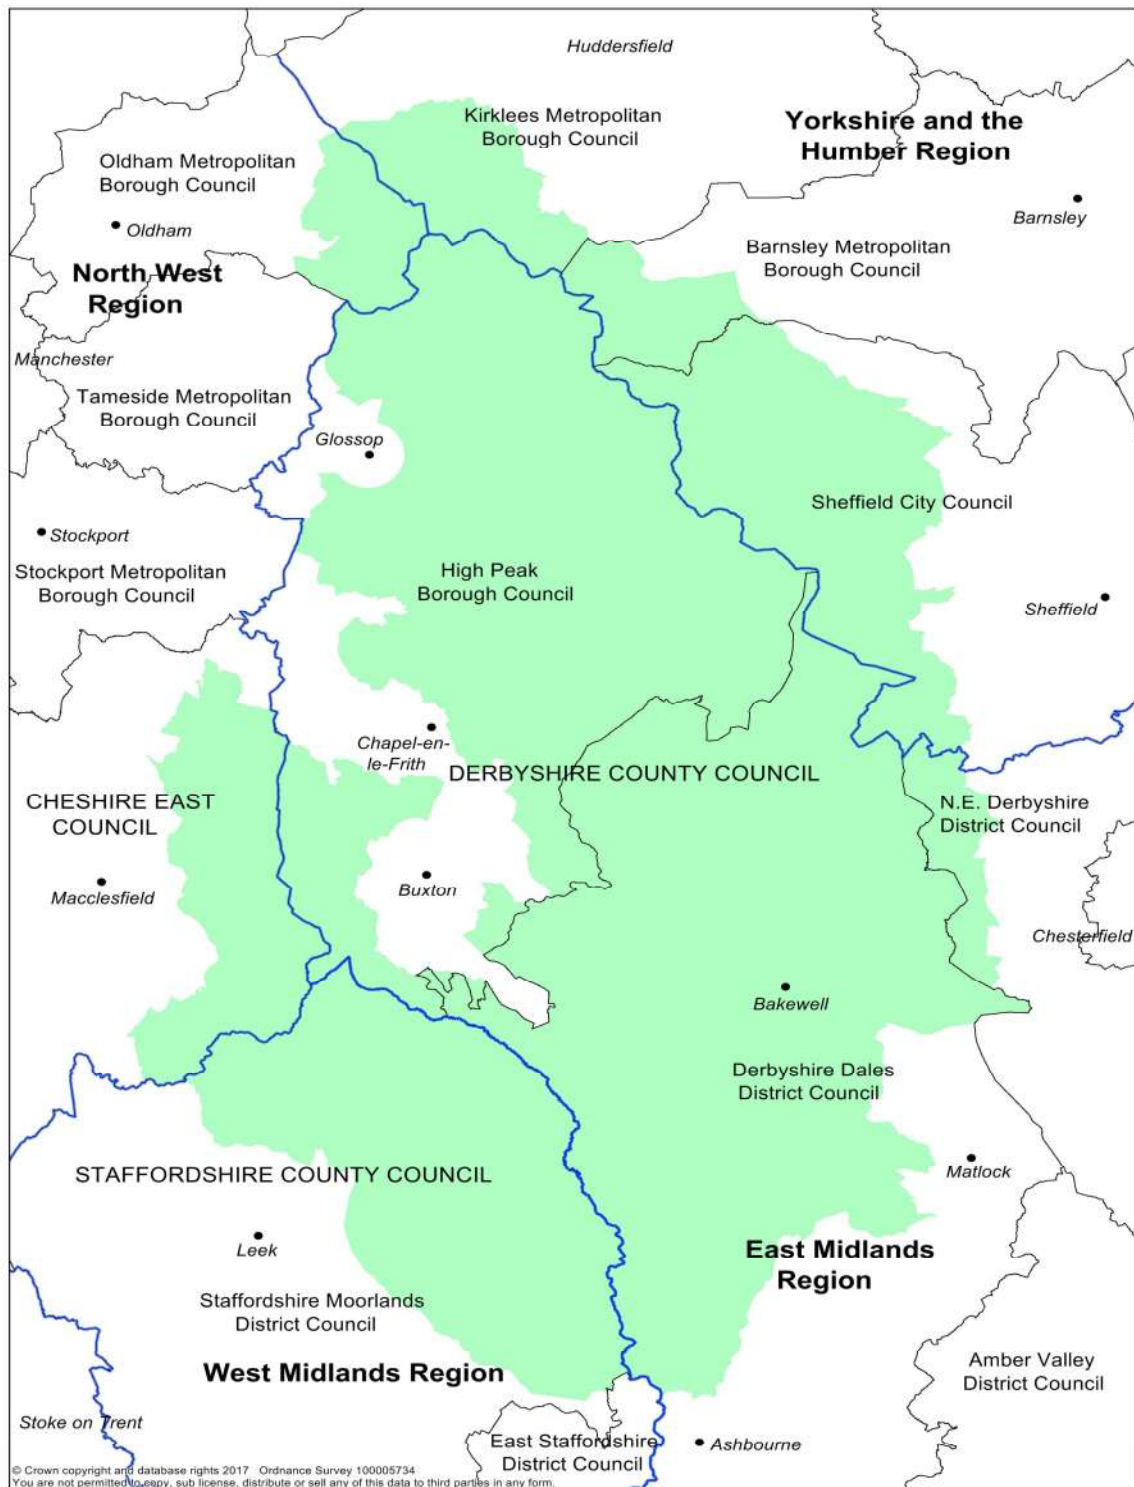 Huddersfield
Kirklees Metropolitan
Borough Council
Yorkshire and the
Humber Region
Oldham Metropolitan
Borough Council
Oldham
Barnsley
North West
Region
Barnsley Metropolitan
Borough Council
Manchester
Tameside Metropolitan
Borough Council
Glossop
Sheffield City Council
Stockport
Stockport Metropolitan
Borough Council
High Peak
Borough Council
Sheffield
Chapel-en-
le-Frith
DERBYSHIRE COUNTY COUNCIL
CHESHIRE EAST
COUNCIL
N.E. Derbyshire
District Council
Macclesfield
Buxton
Chesterfield
Bakewell
Derbyshire Dales
District Council
STAFFORDSHIRE COUNTY COUNCIL
Matlock
Leek
East Midlands
Region
Staffordshire Moorlands
District Council
West Midlands Region
Amber Valley
District Council
Stoke on Trent
East Staffordshire
District Council
Ashbourne
© Crown copyright and database rights 2017 Ordnance Survey 100005734
You are not permitted to copy, sub license, distribute or sell any of this data to third parties in any form.